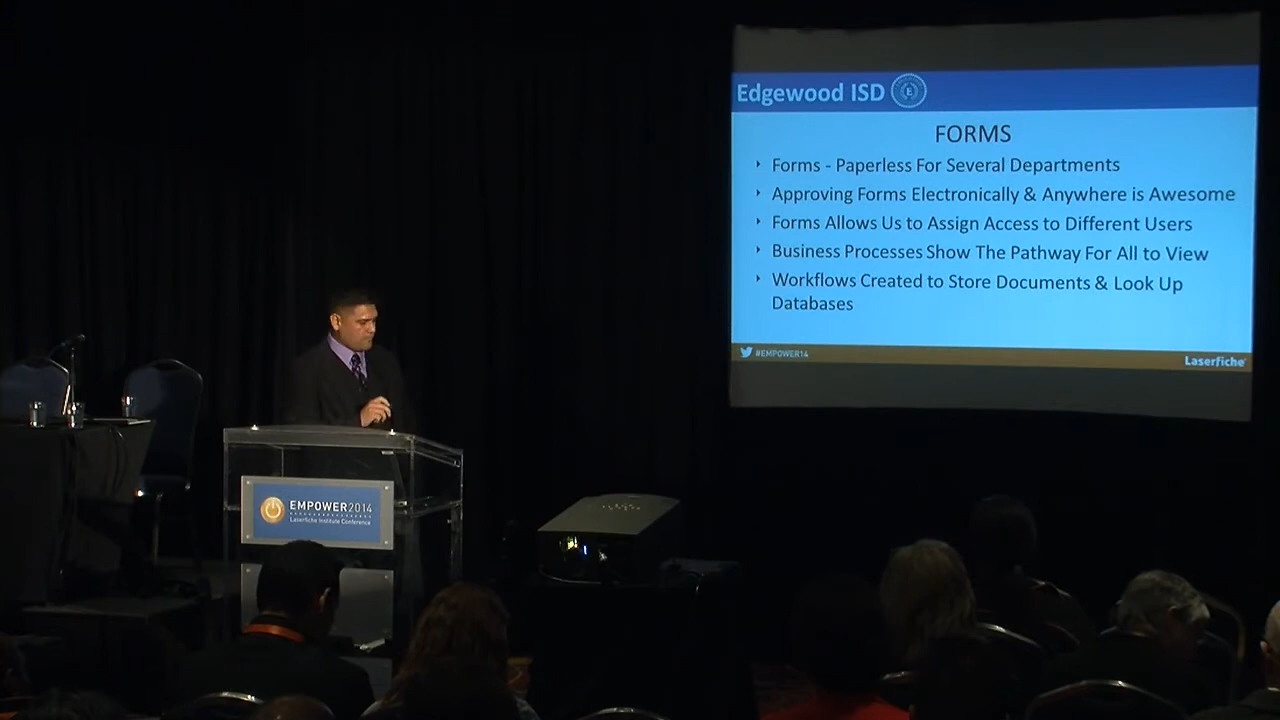 Edgewood ISD
E
FORMS
Forms - Paperless For Several Departments
Approving Forms Electronically & Anywhere is Awesome
Forms Allows Us to Assign Access to Different Users
Business Processes Show The Pathway For All to View
Workflows Created to Store Documents & Look Up
Databases
#EMPOWER14
Laserfiche
EMPOWER2014
Laserfiche Institute Conference